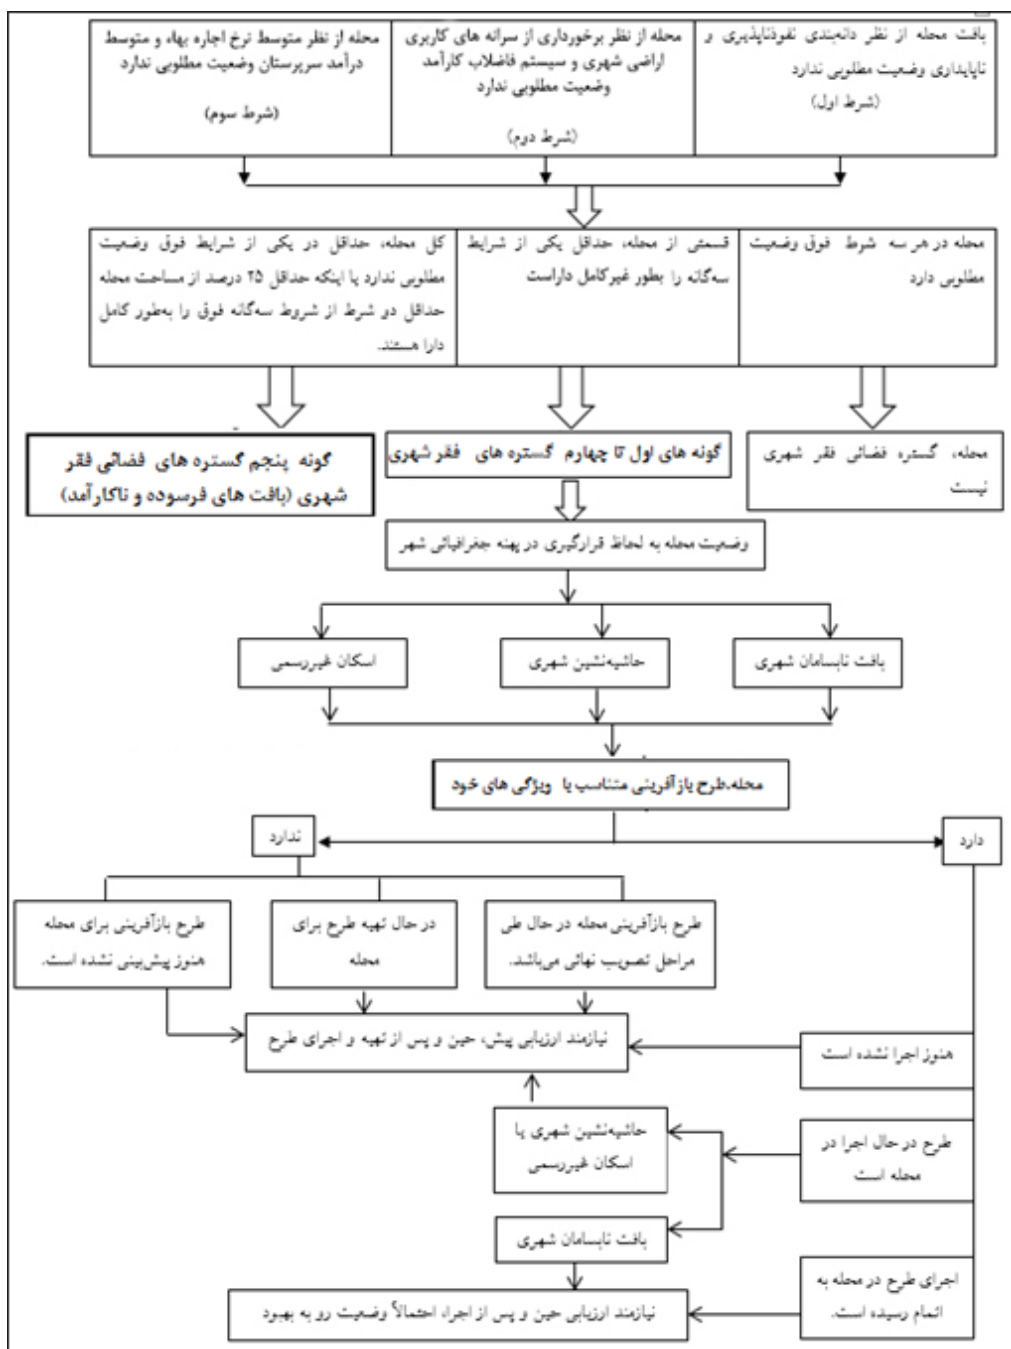 بافت محله از نظر دانه‌بندی نفوذناپذیری و
ناپایداری وضعیت مطلوبی ندارد
(شرط اول)
محله از نظر برخورداری از سرانه های کاربری
اراضی شهری و سیستم فاضلاب کارآمد
وضعیت مطلوبی ندارد
(شرط دوم)
محله از نظر متوسط نرخ اجاره بهاء و متوسط
درآمد سرپرستان وضعیت مطلوبی ندارد
(شرط سوم)
محله در هر سه شرط فوق وضعیت
مطلوبی دارد
قسمتی از محله، حداقل یکی از شرایط
سه‌گانه را بطور غیرکامل داراست
کل محله، حداقل در یکی از شرایط فوق وضعیت
مطلوبی ندارد یا اینکه حداقل ۲۵ درصد از مساحت محله
حداقل دو شرط از شروط سه‌گانه فوق را به‌طور کامل
دارا هستند.
محله، گستره فضائی فقر شهری
نیست
گونه های اول تا چهارم گستره های فقر شهری
گونه پنجم گستره های فضائی فقر
شهری (بافت های فرسوده و ناکارآمد)
وضعیت محله به لحاظ قرارگیری در پهنه جغرافیائی شهر
بافت نابسامان شهری
حاشیه‌نشین شهری
اسکان غیررسمی
محله،طرح بازآفرینی متناسب با ویژگی های خود
دارد
ندارد
طرح بازآفرینی محله در حال طی
مراحل تصویب نهائی می‌باشد.
در حال تهیه طرح برای
محله
طرح بازآفرینی برای محله
هنوز پیش‌بینی نشده است.
نیازمند ارزیابی پیش، حین و پس از تهیه و اجرای طرح
هنوز اجرا نشده است
حاشیه‌نشین شهری یا
اسکان غیررسمی
طرح در حال اجرا در
محله است
بافت نابسامان شهری
اجرای طرح در محله به
اتمام رسیده است.
نیازمند ارزیابی حین و پس از اجرا، احتمالاً وضعیت رو به بهبود